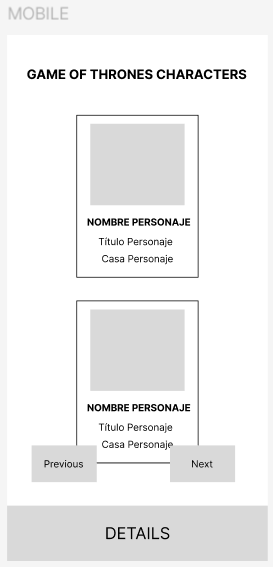 MOBILE
GAME OF THRONES CHARACTERS
NOMBRE PERSONAJE
Título Personaje
Casa Personaje
NOMBRE PERSONAJE
Título Personaje
Casa Personaje
Previous
Next
DETAILS